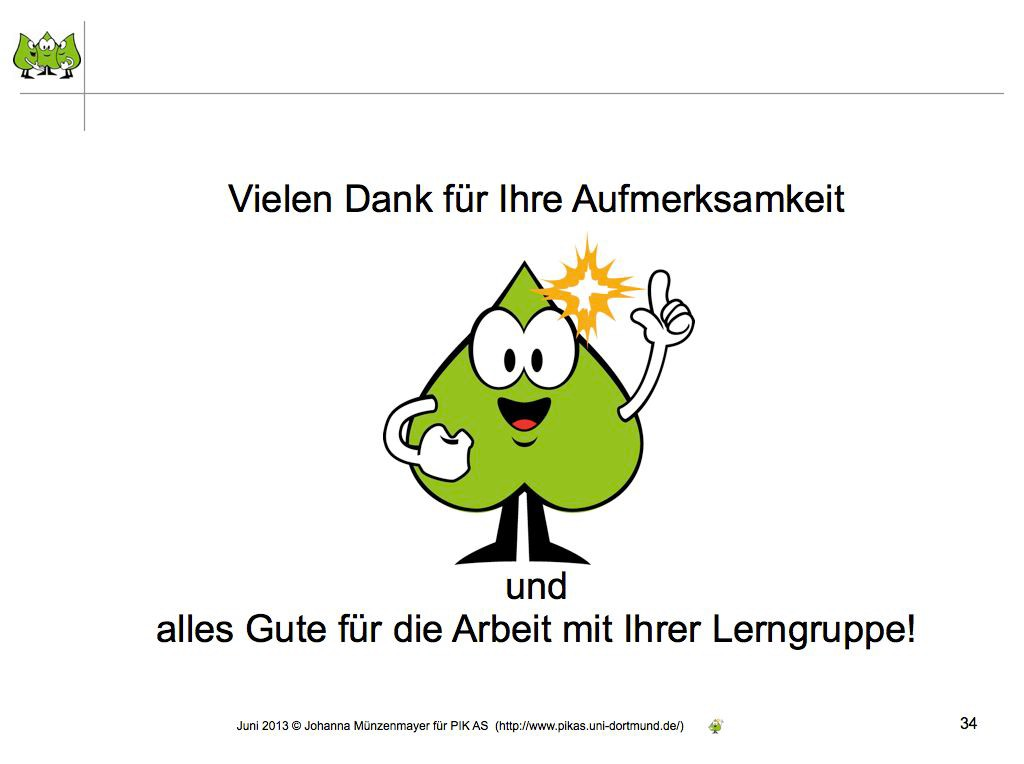 Vielen Dank für Ihre Aufmerksamkeit
und
alles Gute für die Arbeit mit Ihrer Lerngruppe!
Juni 2013 © Johanna Münzenmayer für PIK AS (http://www.pikas.uni-dortmund.de/)
34